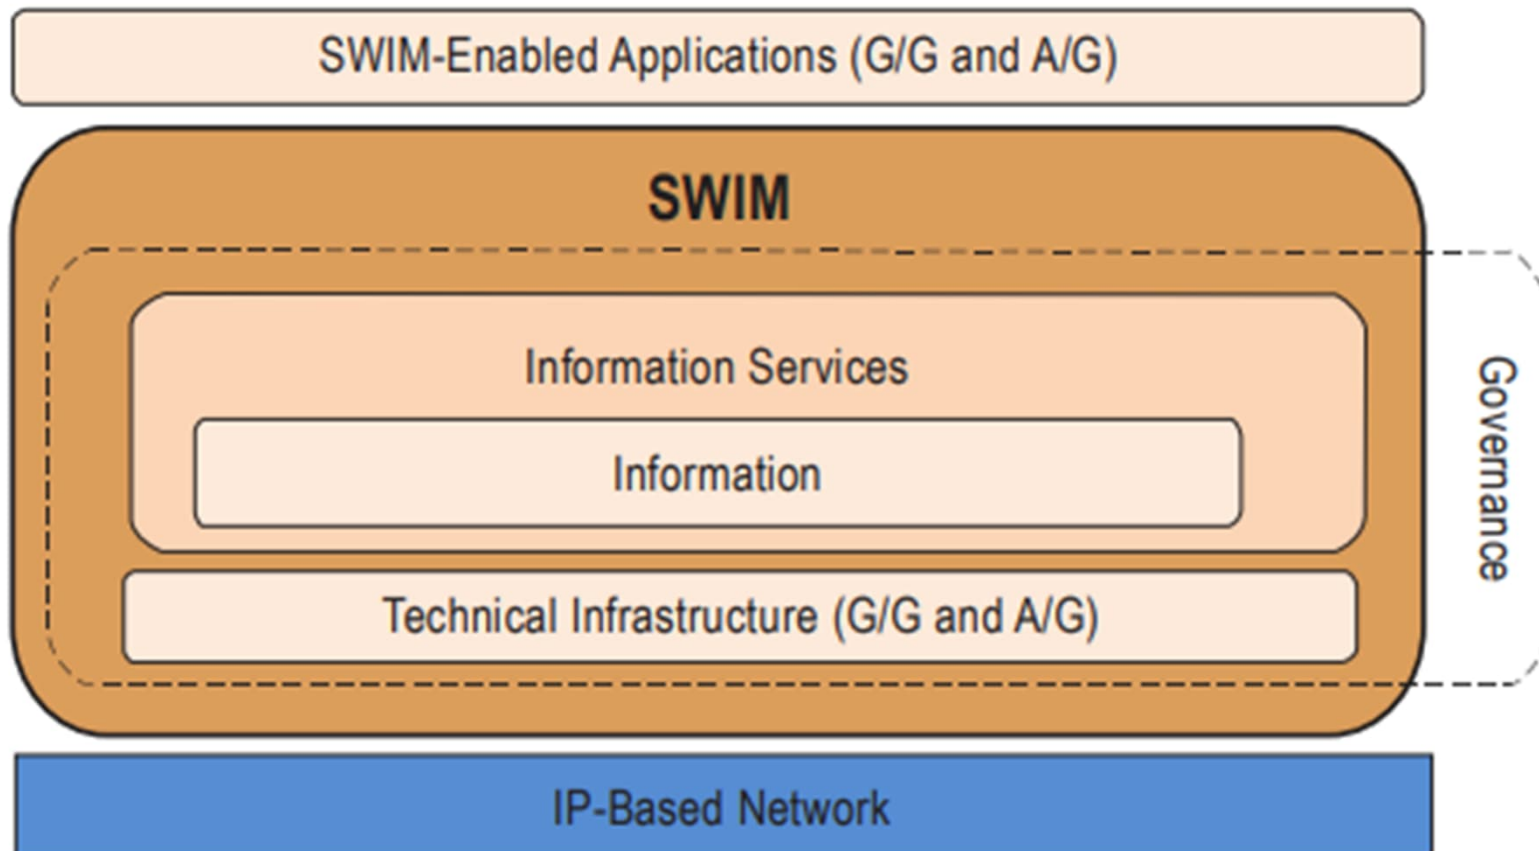 SWIM-Enabled Applications (G/G and A/G)
SWIM
Information Services
Information
Technical Infrastructure (G/G and A/G)
Governance
IP-Based Network